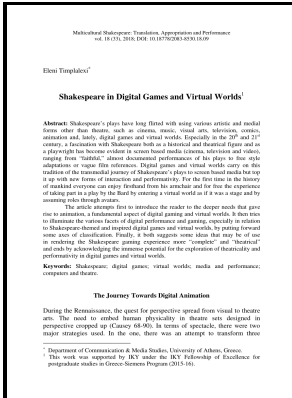 Multicultural Shakespeare: Translation, Appropriation and Performance
vol. 18 (33), 2018; DOI: 10.18778/2083-8530.18.09
Eleni Timplalexi*
Shakespeare in Digital Games and Virtual Worlds¹
Abstract: Shakespeare's plays have long flirted with using various artistic and medial
forms other than theatre, such as cinema, music, visual arts, television, comics,
animation and, lately, digital games and virtual worlds. Especially in the 20th and 21st
century, a fascination with Shakespeare both as a historical and theatrical figure and as
a playwright has become evident in screen based media (cinema, television and video),
ranging from "faithful," almost documented performances of his plays to free style
adaptations or vague film references. Digital games and virtual worlds carry on this
tradition of the transmedial journey of Shakespeare's plays to screen based media but top
it up with new forms of interaction and performativity. For the first time in the history
of mankind everyone can enjoy firsthand from his armchair and for free the experience
of taking part in a play by the Bard by entering a virtual world as if it was a stage and by
assuming roles through avatars.
The article attempts first to introduce the reader to the deeper needs that gave
rise to animation, a fundamental aspect of digital gaming and virtual worlds. It then tries
to illuminate the various facets of digital performance and gaming, especially in relation
to Shakespeare-themed and inspired digital games and virtual worlds, by putting forward
some axes of classification. Finally, it both suggests some ideas that may be of use
in rendering the Shakespeare gaming experience more "complete" and "theatrical"
and ends by acknowledging the immense potential for the exploration of theatricality and
performativity in digital games and virtual worlds.
Keywords: Shakespeare; digital games; virtual worlds; media and performance;
computers and theatre.
The Journey Towards Digital Animation
During the Rennaissance, the quest for perspective spread from visual to theatre
arts. The need to embed human physicality in theatre sets designed in
perspective cropped up (Causey 68-90). In terms of spectacle, there were two
major strategies used. In the one, there was an attempt to transform three
* Department of Communication & Media Studies, University of Athens, Greece.
¹ This work was supported by IKY under the IKY Fellowship of Excellence for
postgraduate studies in Greece-Siemens Program (2015-16).